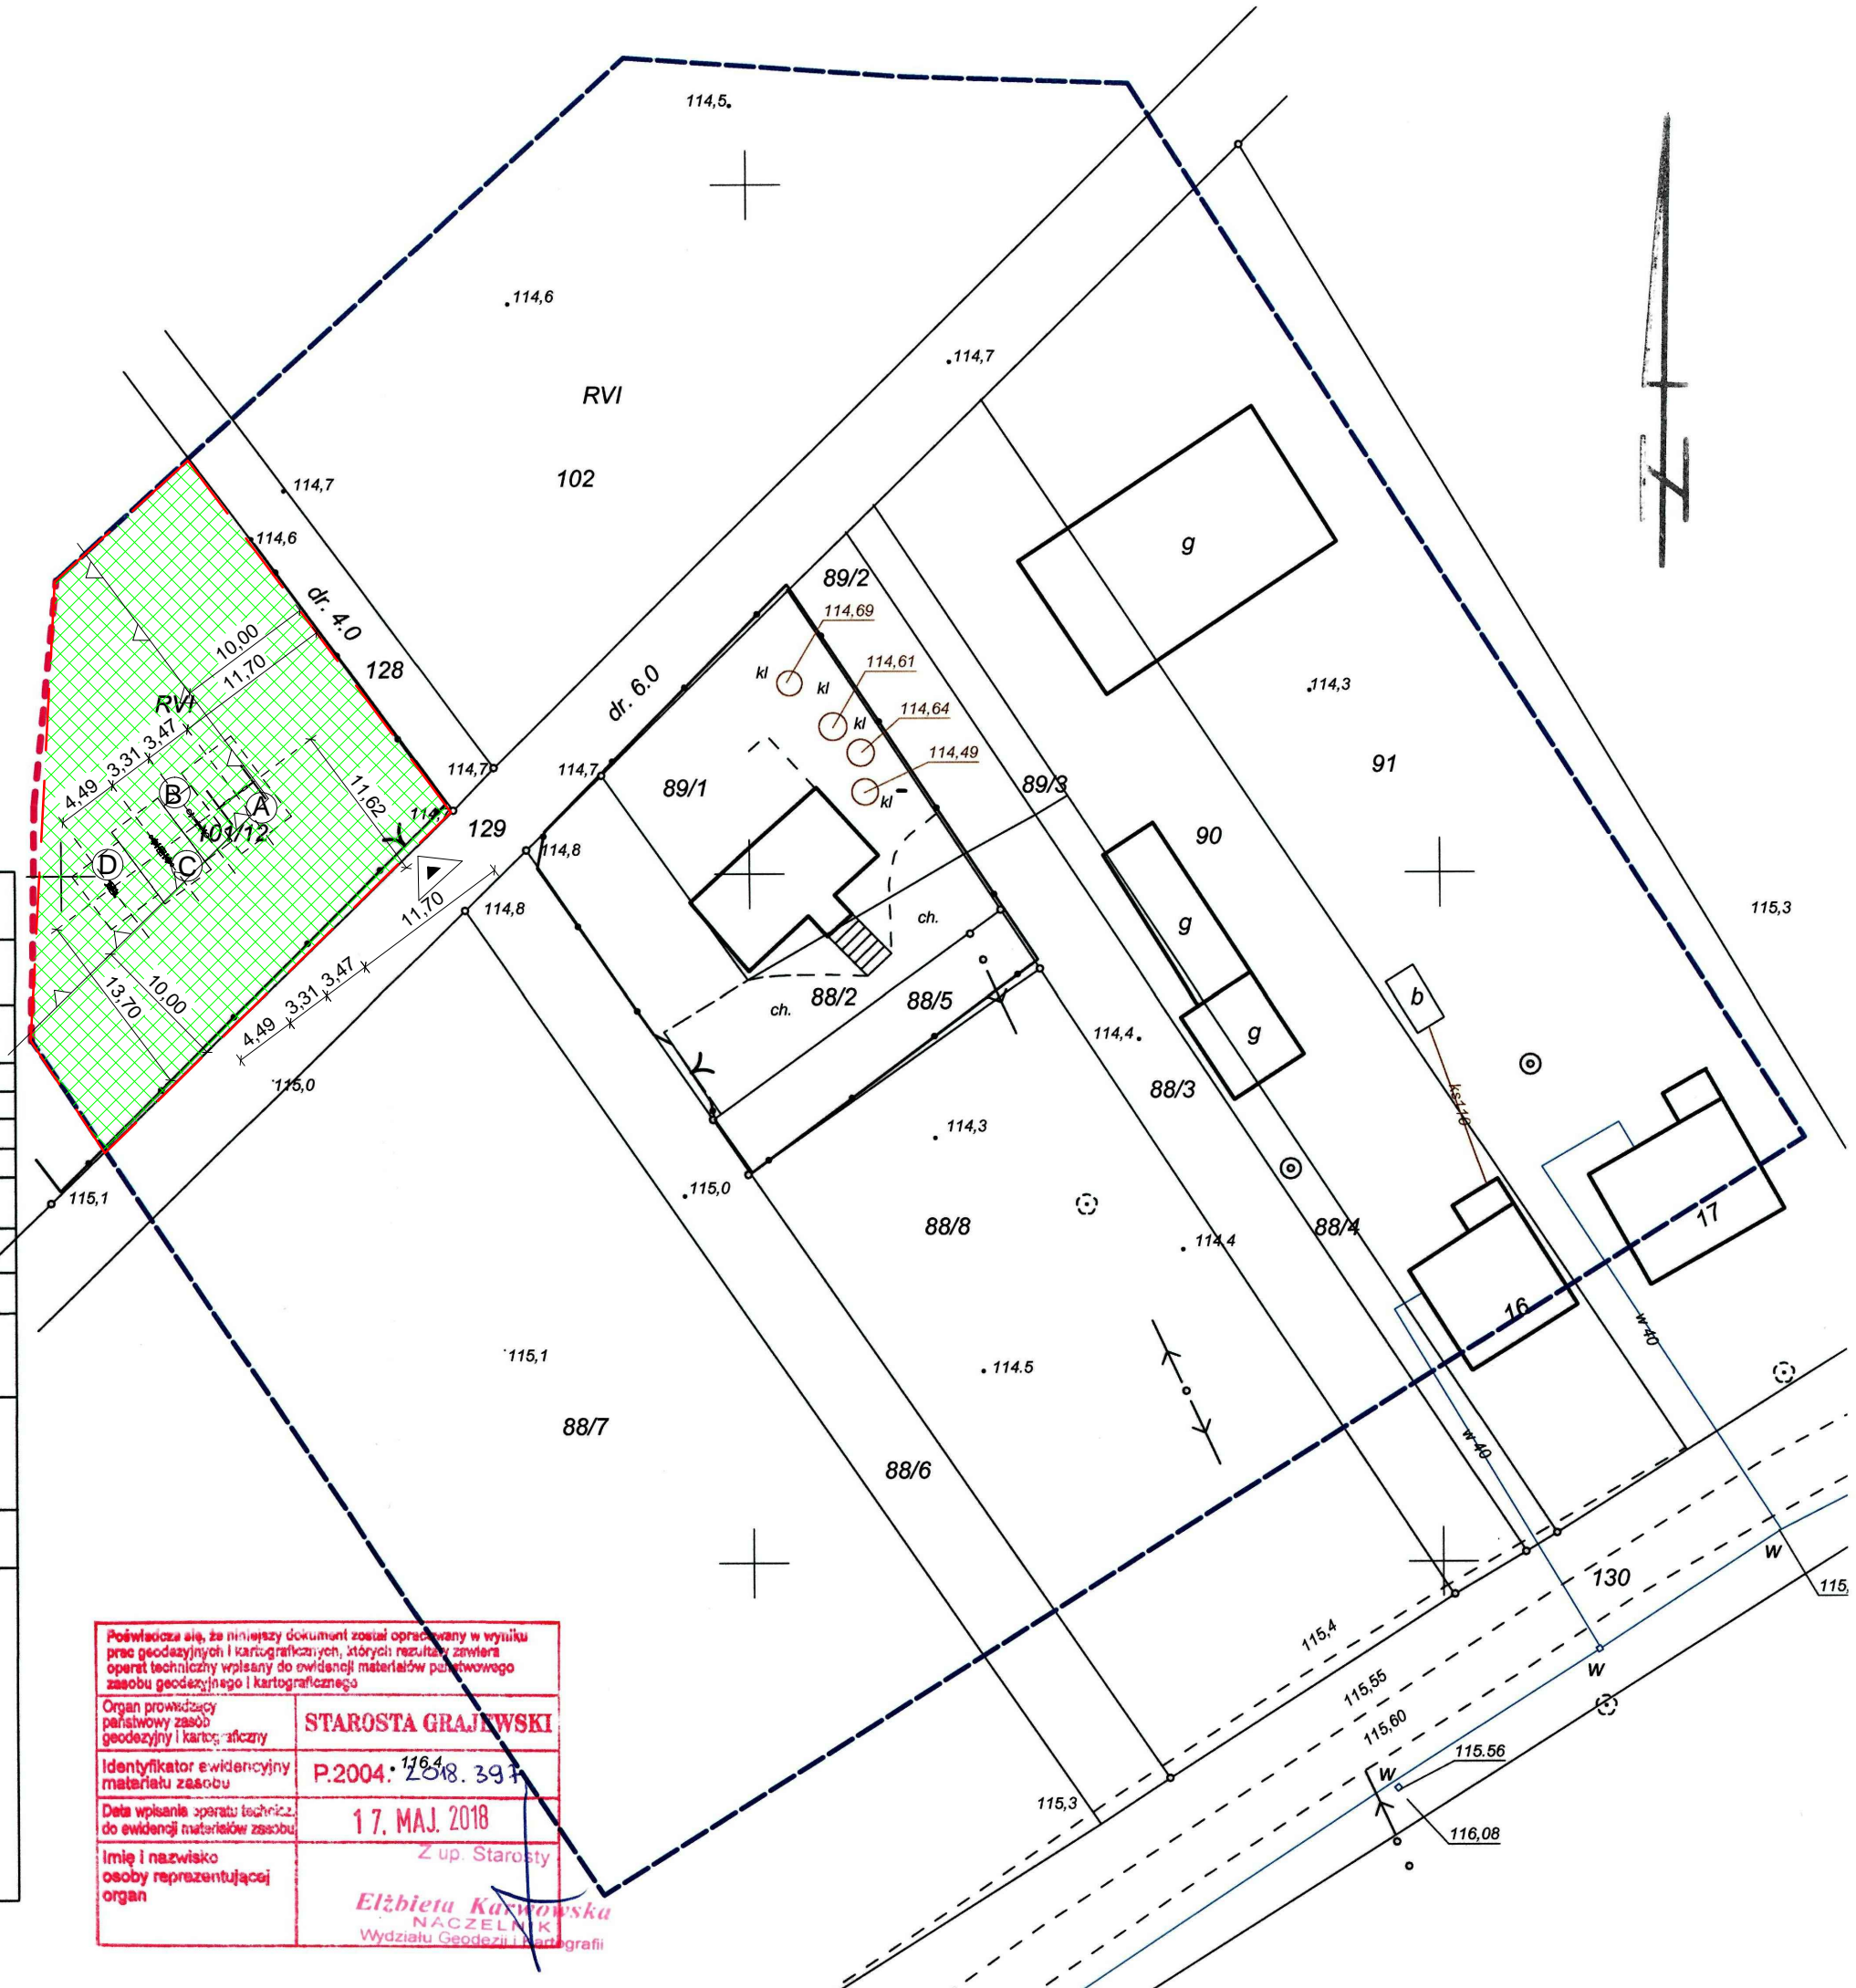 114,5
114,6
114,7
RVI
102
114,7
114,6
dr. 4.0
10,00
11,70
128
RVI
4,49
3,31
3,47
11,62
A
B
C
D
101/12
13,70
10,00
114,7
129
114,8
114,8
11,70
3,47
3,31
4,49
115,0
115,1
dr. 6.0
114,7
89/1
89/2
114,69
kl
kl
114,61
kl
114,64
114,49
kl
89/3
ch.
ch.
88/2
88/5
g
114,3
91
90
g
g
b
115,3
114,4
88/3
ks110
114,3
115,0
88/8
114.4
88/4
17
16
w 40
w 40
115,1
114.5
88/7
88/6
130
w
115,
w
115,4
115,55
115,60
115.56
w
116,08
115,3
Poświadcza się, że niniejszy dokument został opracowany w wyniku
prac geodezyjnych i kartograficznych, których rezultaty zawiera
operat techniczny wpisany do ewidencji materiałów państwowego
zasobu geodezyjnego i kartograficznego
Organ prowadzący
państwowy zasób
geodezyjny i kartograficzny
STAROSTA GRAJEWSKI
Identyfikator ewidencyjny
materiału zasobu
P.2004. 2018. 397
116,4
Data wpisania operatu technicz.
do ewidencji materiałów zasobu
17. MAJ. 2018
Imię i nazwisko
osoby reprezentującej
organ
Z up. Starosty
Elżbieta Karwowska
NACZELNIK
Wydziału Geodezji i Kartografii